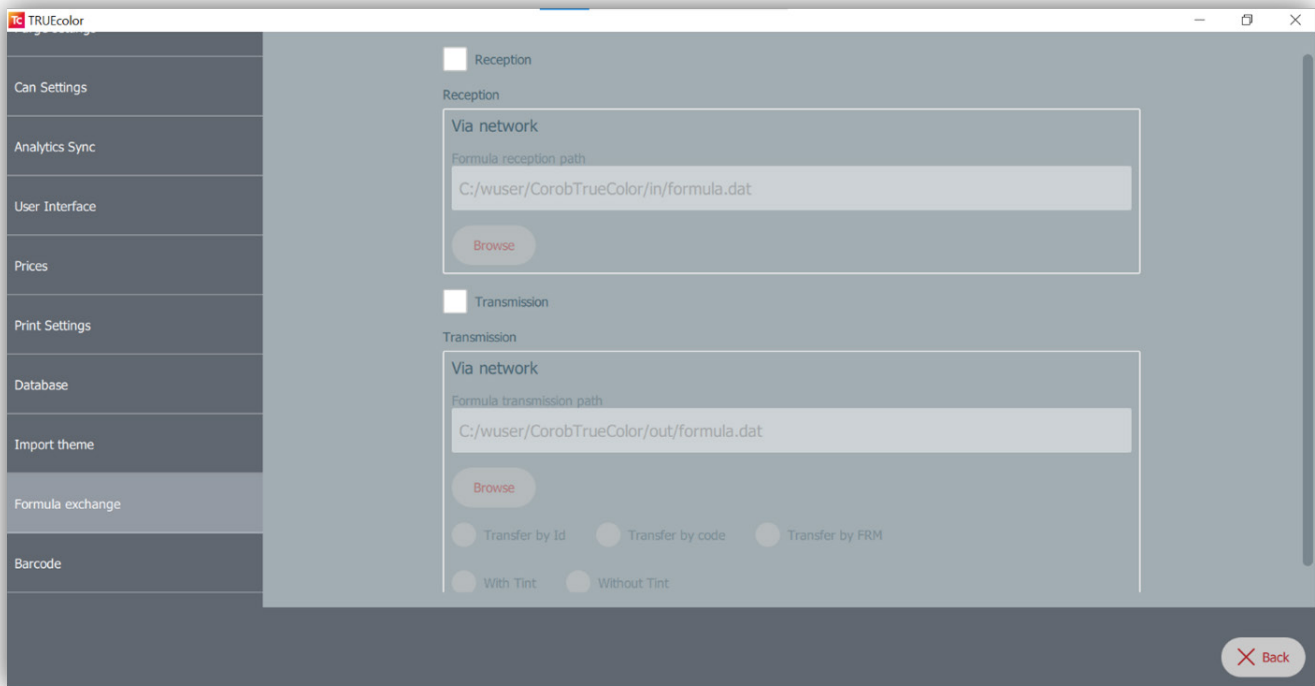 Tc TRUEcolor
Can Settings
Analytics Sync
User Interface
Prices
Print Settings
Database
Import theme
Formula exchange
Barcode
Reception
Reception
Via network
Formula reception path
C:/wuser/CorobTrueColor/in/formula.dat
Browse
Transmission
Transmission
Via network
Formula transmission path
C:/wuser/CorobTrueColor/out/formula.dat
Browse
Transfer by Id Transfer by code Transfer by FRM
With Tint Without Tint
Back